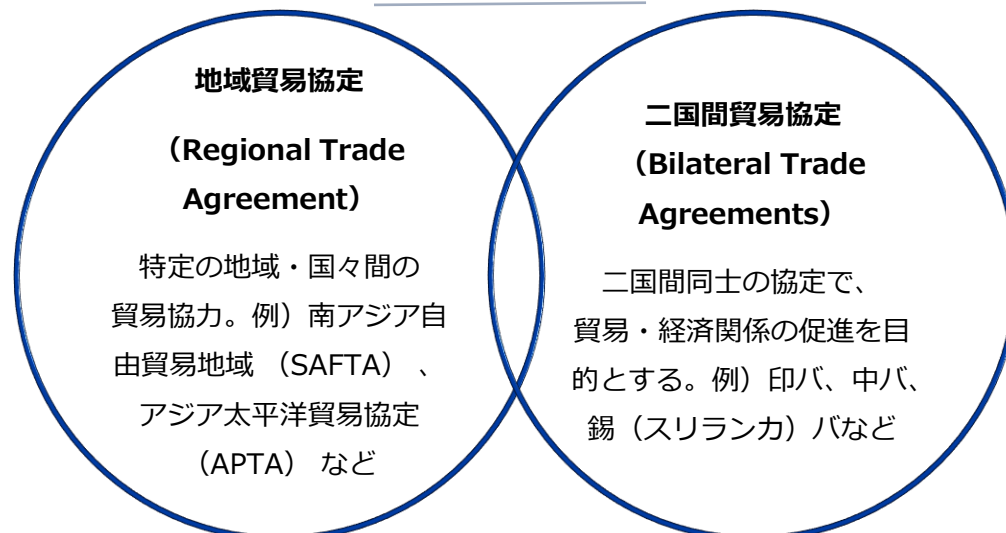 地域貿易協定
（Regional Trade
Agreement）
特定の地域・国々間の
貿易協力。例）南アジア自
由貿易地域 （SAFTA） 、
アジア太平洋貿易協定
（APTA） など
二国間貿易協定
（Bilateral Trade
Agreements）
二国間同士の協定で、
貿易・経済関係の促進を目
的とする。例）印バ、中バ、
錫（スリランカ）バなど